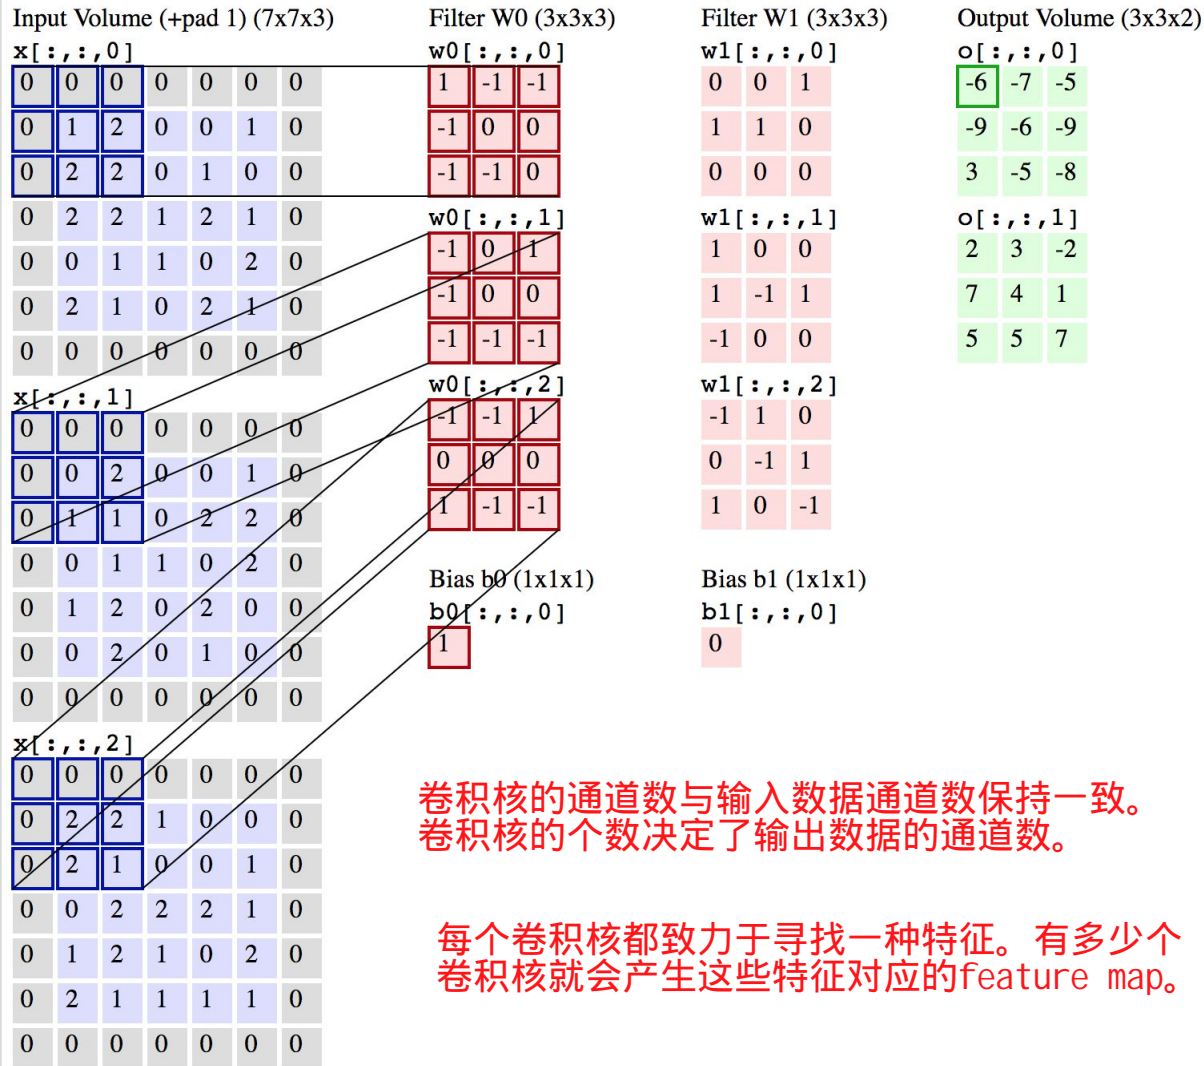 Input Volume (+pad 1) (7x7x3)
x[:,:,0]
0 0 0 0 0 0 0
0 1 2 0 0 1 0
0 2 2 0 1 0 0
0 2 2 1 2 1 0
0 0 1 1 0 2 0
0 2 1 0 2 1 0
0 0 0 0 0 0 0
x[:,:,1]
0 0 0 0 0 0 0
0 0 2 0 0 1 0
0 1 1 0 2 2 0
0 0 1 1 0 2 0
0 1 2 0 2 0 0
0 0 2 0 1 0 0
0 0 0 0 0 0 0
x[:,:,2]
0 0 0 0 0 0 0
0 2 2 1 0 0 0
0 2 1 0 0 1 0
0 0 2 2 2 1 0
0 1 2 1 0 2 0
0 2 1 1 1 1 0
0 0 0 0 0 0 0
Filter W0 (3x3x3)
w0[:,:,0]
1 -1 -1
-1 0 0
-1 -1 0
w0[:,:,1]
-1 0 1
-1 0 0
-1 -1 -1
w0[:,:,2]
-1 -1 1
0 0 0
1 -1 -1
Bias b0 (1x1x1)
b0[:,:,0]
1
Filter W1 (3x3x3)
w1[:,:,0]
0 0 1
1 1 0
0 0 0
w1[:,:,1]
1 0 0
1 -1 1
-1 0 0
w1[:,:,2]
-1 1 0
0 -1 1
1 0 -1
Bias b1 (1x1x1)
b1[:,:,0]
0
Output Volume (3x3x2)
o[:,:,0]
-6 -7 -5
-9 -6 -9
3 -5 -8
o[:,:,1]
2 3 -2
7 4 1
5 5 7
卷积核的通道数与输入数据通道数保持一致。
卷积核的个数决定了输出数据的通道数。
每个卷积核都致力于寻找一种特征。有多少个
卷积核就会产生这些特征对应的feature map。